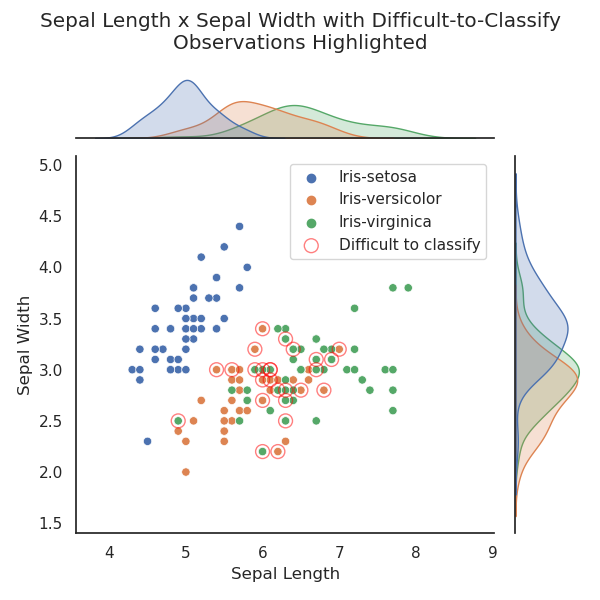 Sepal Length x Sepal Width with Difficult-to-Classify
Observations Highlighted
Iris-setosa
Iris-versicolor
Iris-virginica
Difficult to classify
5.0
4.5
4.0
3.5
3.0
2.5
2.0
1.5
Sepal Width
4 5 6 7 8 9
Sepal Length